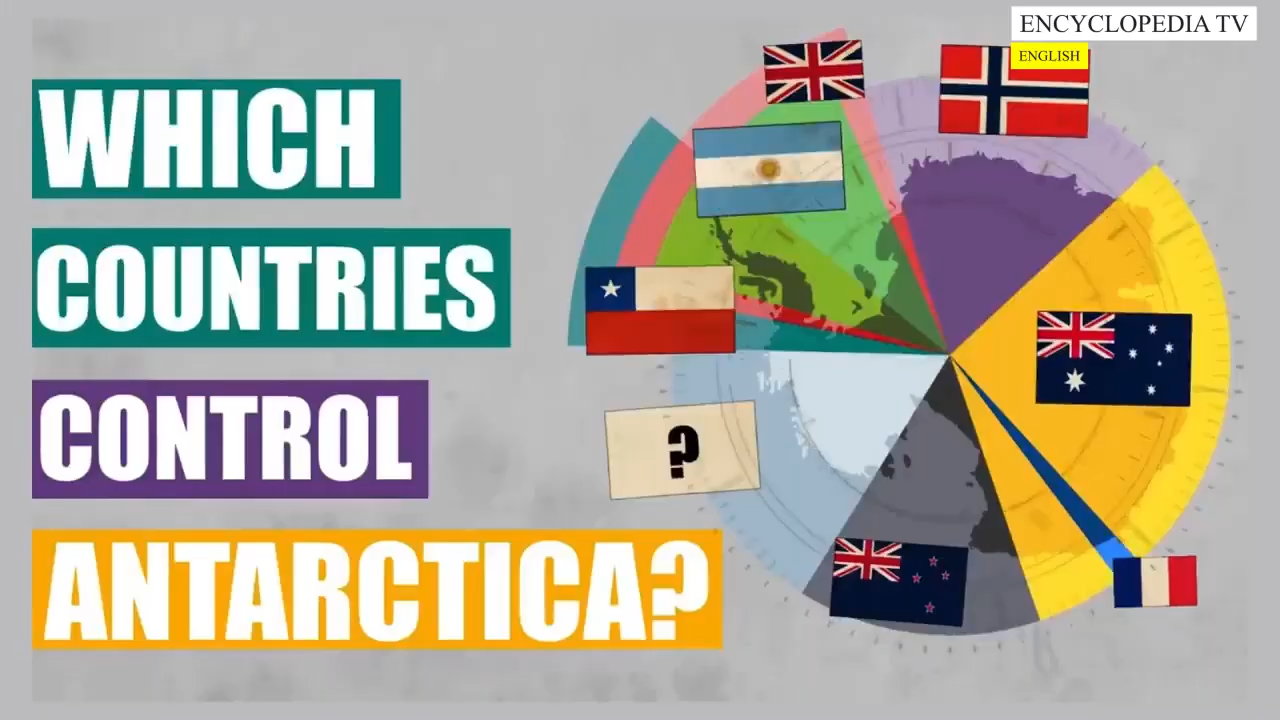 ENCYCLOPEDIA TV
ENGLISH
WHICH
COUNTRIES
CONTROL
ANTARCTICA?
?